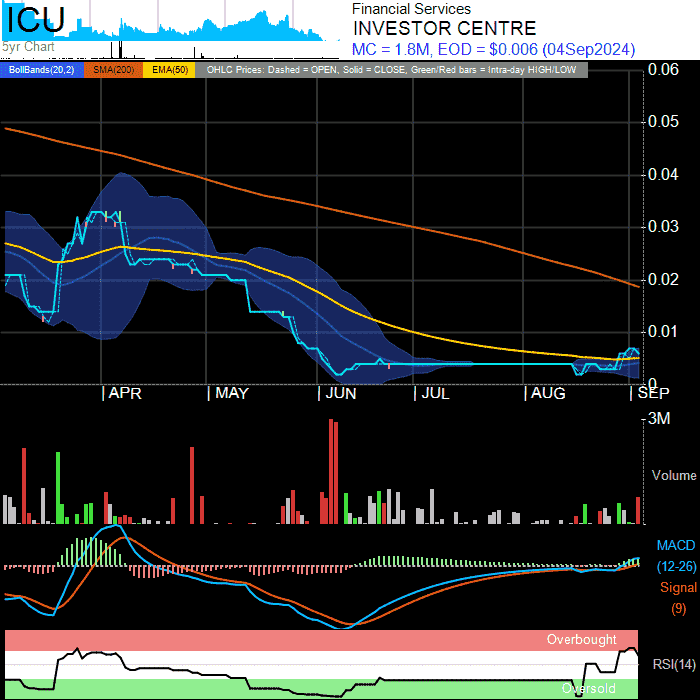 ICU
5yr Chart
Financial Services
INVESTOR CENTRE
MC = 1.8M, EOD = $0.006 (04Sep2024)
BollBands(20,2) SMA(200) EMA(50) OHLC Prices: Dashed = OPEN, Solid = CLOSE, Green/Red bars = Intra-day HIGH/LOW
0.06
0.05
0.04
0.03
0.02
0.01
0
APR MAY JUN JUL AUG SEP
3M
Volume
MACD
(12-26)
Signal
(9)
Overbought
RSI(14)
Oversold